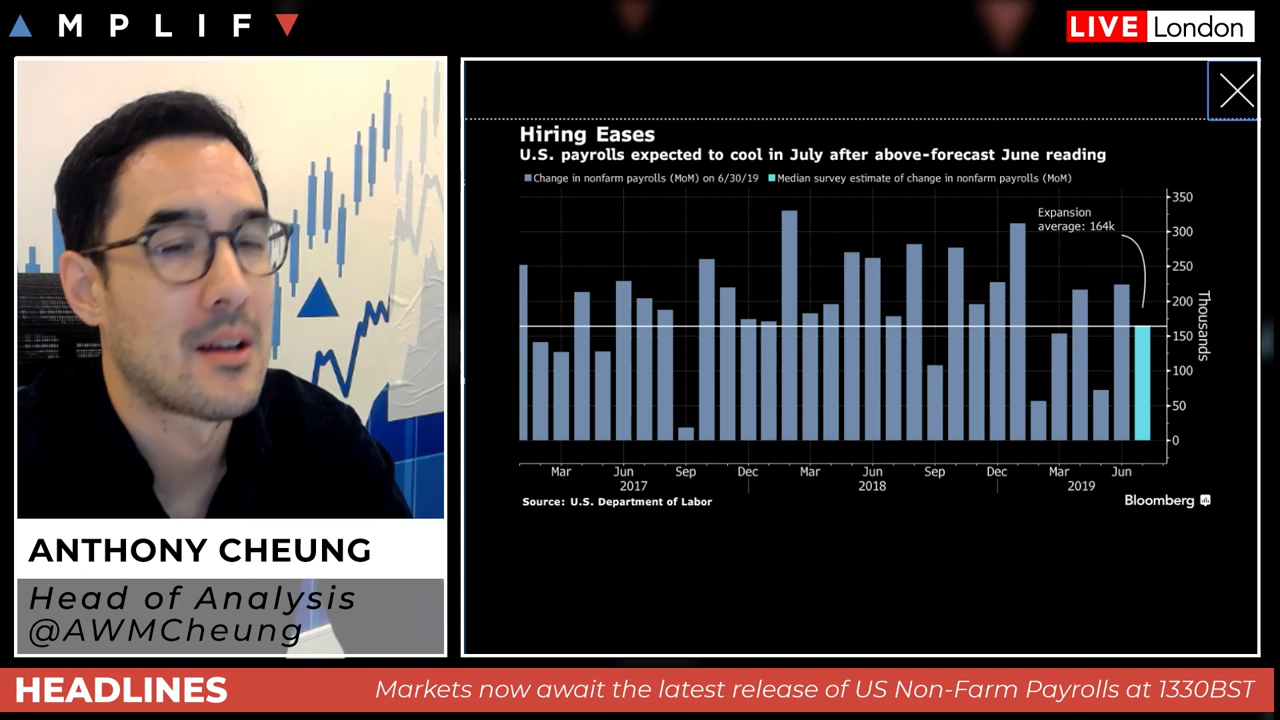 MPLIF
LIVE London
Hiring Eases
U.S. payrolls expected to cool in July after above-forecast June reading
Change in nonfarm payrolls (MoM) on 6/30/19 Median survey estimate of change in nonfarm payrolls (MoM)
Expansion
average: 164k
350
300
250
200
150
100
50
0
Thousands
Mar Jun Sep Dec Mar Jun Sep Dec Mar Jun
2017 2018 2019
Source: U.S. Department of Labor
Bloomberg
ANTHONY CHEUNG
Head of Analysis
@AWMCheung
HEADLINES Markets now await the latest release of US Non-Farm Payrolls at 1330BST